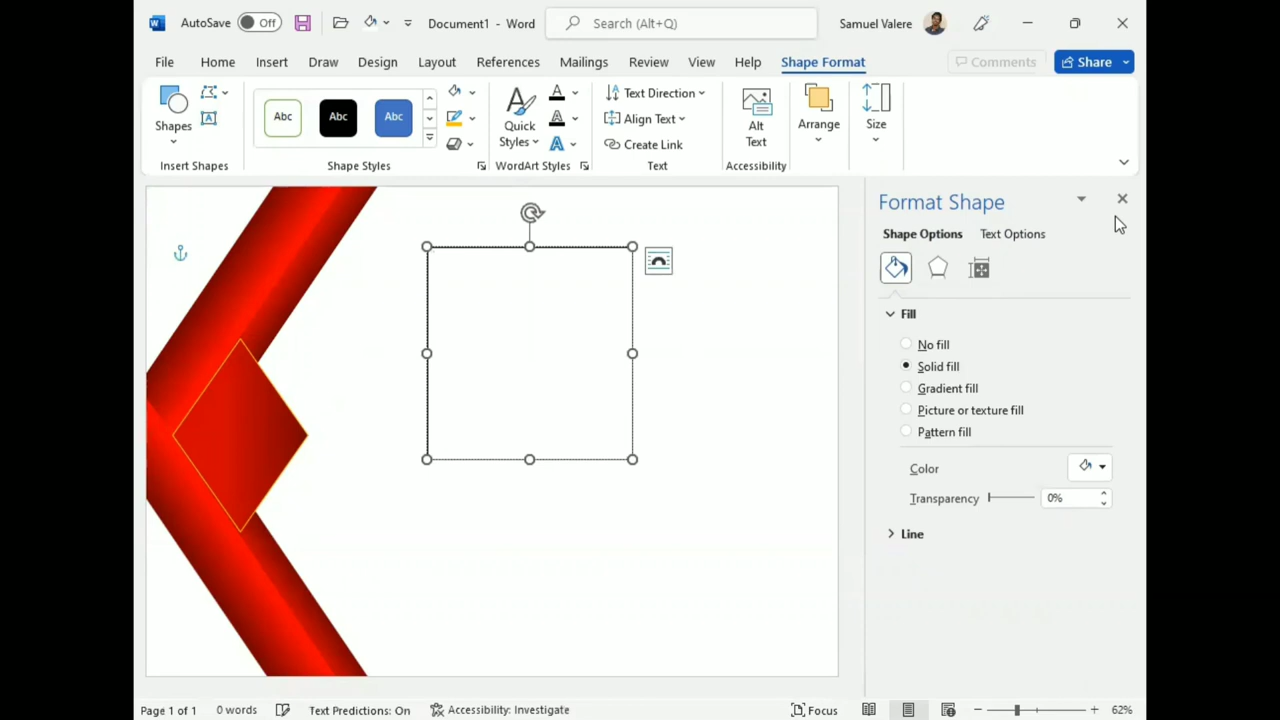 AutoSave Off Document1 - Word Search (Alt+Q) Samuel Valere
File Home Insert Draw Design Layout References Mailings Review View Help Shape Format Comments Share
Shapes
Insert Shapes
Abc Abc Abc
Shape Styles
Quick
Styles
WordArt Styles
Text Direction
Align Text
Create Link
Text
Alt
Text
Accessibility
Arrange
Size
Format Shape
Shape Options Text Options
Fill
No fill
Solid fill
Gradient fill
Picture or texture fill
Pattern fill
Color
Transparency 0%
Line
Page 1 of 1 0 words Text Predictions: On Accessibility: Investigate Focus 62%